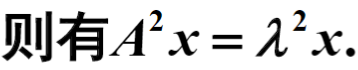 则有A²x = λ²x.